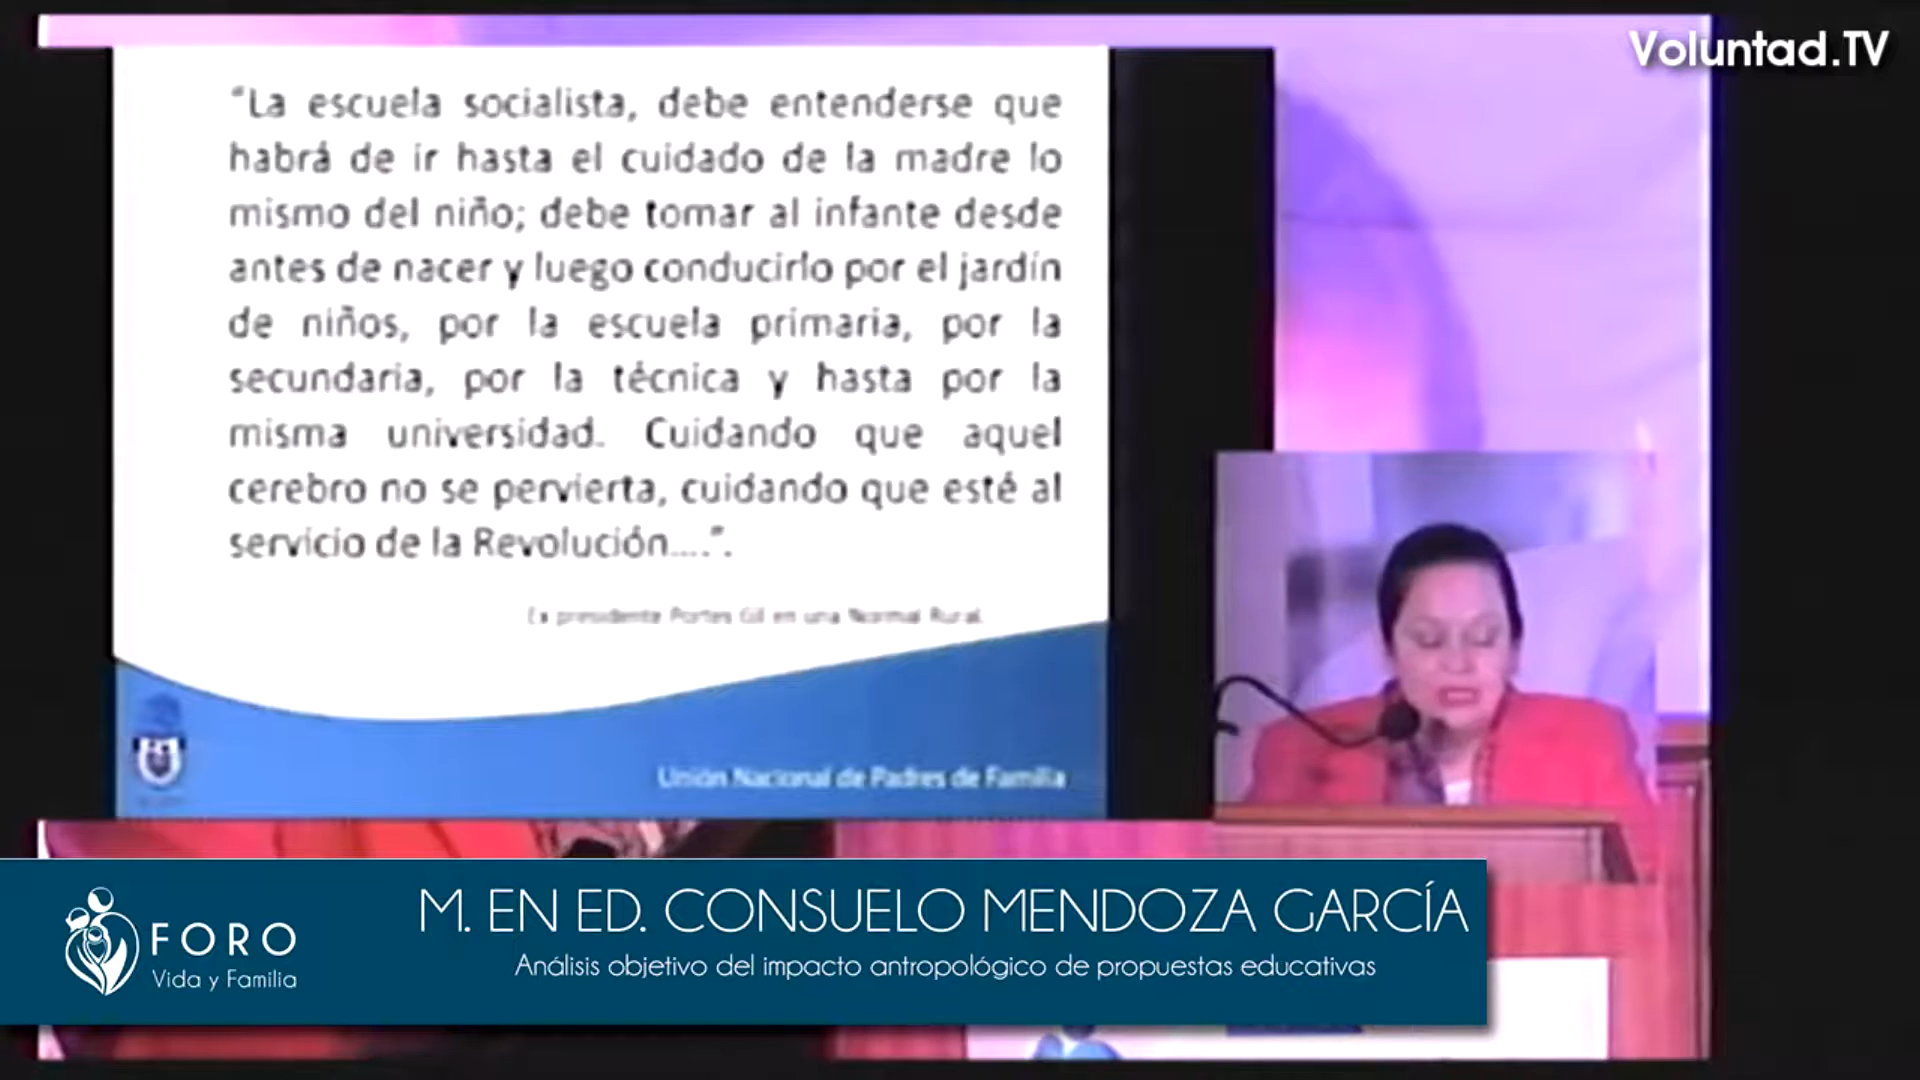 Voluntad.TV
“La escuela socialista, debe entenderse que
habrá de ir hasta el cuidado de la madre lo
mismo del niño; debe tomar al infante desde
antes de nacer y luego conducirlo por el jardín
de niños, por la escuela primaria, por la
secundaria, por la técnica y hasta por la
misma universidad. Cuidando que aquel
cerebro no se pervierta, cuidando que esté al
servicio de la Revolución....”.
Ex presidente Portes Gil en una Normal Rural.
Unión Nacional de Padres de Familia
M. EN ED. CONSUELO MENDOZA GARCÍA
Análisis objetivo del impacto antropológico de propuestas educativas
FORO
Vida y Familia